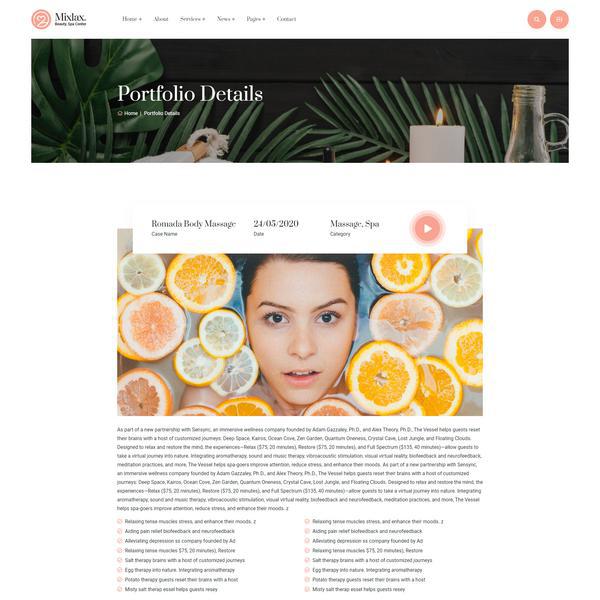 Mixlax.
Beauty, Spa Center
Home + About Services + News + Pages + Contact
Portfolio Details
Home | Portfolio Details
Romada Body Massage 24/05/2020 Massage, Spa
Case Name Date Category
As part of a new partnership with Sensync, an immersive wellness company founded by Adam Gazzaley, Ph.D., and Alex Theory, Ph.D., The Vessel helps guests reset
their brains with a host of customized journeys: Deep Space, Kairos, Ocean Cove, Zen Garden, Quantum Oneness, Crystal Cave, Lost Jungle, and Floating Clouds.
Designed to relax and restore the mind, the experiences—Relax ($75, 20 minutes), Restore ($75, 20 minutes), and Full Spectrum ($135, 40 minutes)—allow guests to
take a virtual journey into nature. Integrating aromatherapy, sound and music therapy, vibroacoustic stimulation, visual virtual reality, biofeedback and neurofeedback,
meditation practices, and more, The Vessel helps spa-goers improve attention, reduce stress, and enhance their moods. As part of a new partnership with Sensync,
an immersive wellness company founded by Adam Gazzaley, Ph.D., and Alex Theory, Ph.D., The Vessel helps guests reset their brains with a host of customized
journeys: Deep Space, Kairos, Ocean Cove, Zen Garden, Quantum Oneness, Crystal Cave, Lost Jungle, and Floating Clouds. Designed to relax and restore the mind, the
experiences—Relax ($75, 20 minutes), Restore ($75, 20 minutes), and Full Spectrum ($135, 40 minutes)—allow guests to take a virtual journey into nature. Integrating
aromatherapy, sound and music therapy, vibroacoustic stimulation, visual virtual reality, biofeedback and neurofeedback, meditation practices, and more, The Vessel
helps spa-goers improve attention, reduce stress, and enhance their moods. z
Relaxing tense muscles stress, and enhance their moods. z
Aiding pain relief biofeedback and neurofeedback
Alleviating depression ss company founded by Ad
Relaxing tense muscles $75, 20 minutes), Restore
Salt therapy brains with a host of customized journeys
Egg therapy into nature. Integrating aromatherapy
Potato therapy guests reset their brains with a host
Misty salt therap essel helps guests resey
Relaxing tense muscles stress, and enhance their moods. z
Aiding pain relief biofeedback and neurofeedback
Alleviating depression ss company founded by Ad
Relaxing tense muscles $75, 20 minutes), Restore
Salt therapy brains with a host of customized journeys
Egg therapy into nature. Integrating aromatherapy
Potato therapy guests reset their brains with a host
Misty salt therap essel helps guests resey